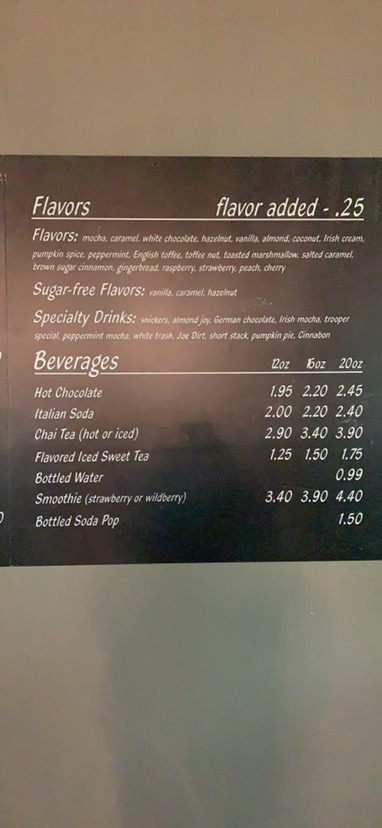 Flavors flavor added - .25
Flavors: mocha, caramel, white chocolate, hazelnut, vanilla, almond, coconut, Irish cream,
pumpkin spice, peppermint, English toffee, toffee nut, toasted marshmallow, salted caramel,
brown sugar cinnamon, gingerbread, raspberry, strawberry, peach, cherry
Sugar-free Flavors: vanilla, caramel, hazelnut
Specialty Drinks: snickers, almond joy, German chocolate, Irish mocha, trooper
special, peppermint mocha, white trash, Joe Dirt, short stack, pumpkin pie, Cinnabon
Beverages 12oz 16oz 20oz
Hot Chocolate 1.95 2.20 2.45
Italian Soda 2.00 2.20 2.40
Chai Tea (hot or iced) 2.90 3.40 3.90
Flavored Iced Sweet Tea 1.25 1.50 1.75
Bottled Water 0.99
Smoothie (strawberry or wildberry) 3.40 3.90 4.40
Bottled Soda Pop 1.50